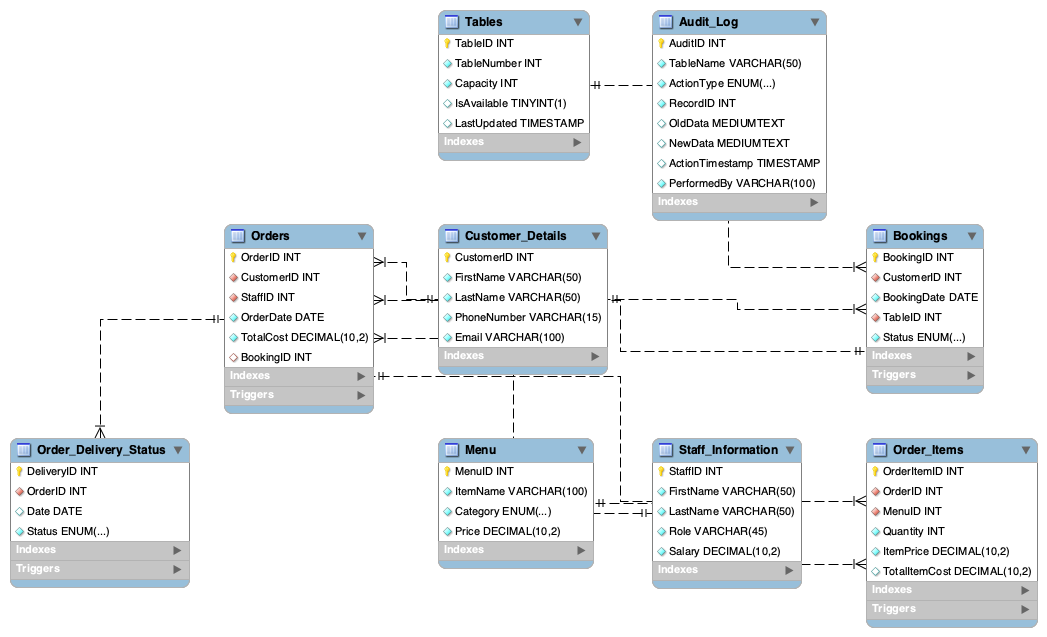 Tables
TableID INT
TableNumber INT
Capacity INT
IsAvailable TINYINT(1)
LastUpdated TIMESTAMP
Indexes
Audit_Log
AuditID INT
TableName VARCHAR(50)
ActionType ENUM(...)
RecordID INT
OldData MEDIUMTEXT
NewData MEDIUMTEXT
ActionTimestamp TIMESTAMP
PerformedBy VARCHAR(100)
Indexes
Orders
OrderID INT
CustomerID INT
StaffID INT
OrderDate DATE
TotalCost DECIMAL(10,2)
BookingID INT
Indexes
Triggers
Customer_Details
CustomerID INT
FirstName VARCHAR(50)
LastName VARCHAR(50)
PhoneNumber VARCHAR(15)
Email VARCHAR(100)
Indexes
Bookings
BookingID INT
CustomerID INT
BookingDate DATE
TableID INT
Status ENUM(...)
Indexes
Triggers
Order_Delivery_Status
DeliveryID INT
OrderID INT
Date DATE
Status ENUM(...)
Indexes
Triggers
Menu
MenuID INT
ItemName VARCHAR(100)
Category ENUM(...)
Price DECIMAL(10,2)
Indexes
Staff_Information
StaffID INT
FirstName VARCHAR(50)
LastName VARCHAR(50)
Role VARCHAR(45)
Salary DECIMAL(10,2)
Indexes
Order_Items
OrderItemID INT
OrderID INT
MenuID INT
Quantity INT
ItemPrice DECIMAL(10,2)
TotalItemCost DECIMAL(10,2)
Indexes
Triggers